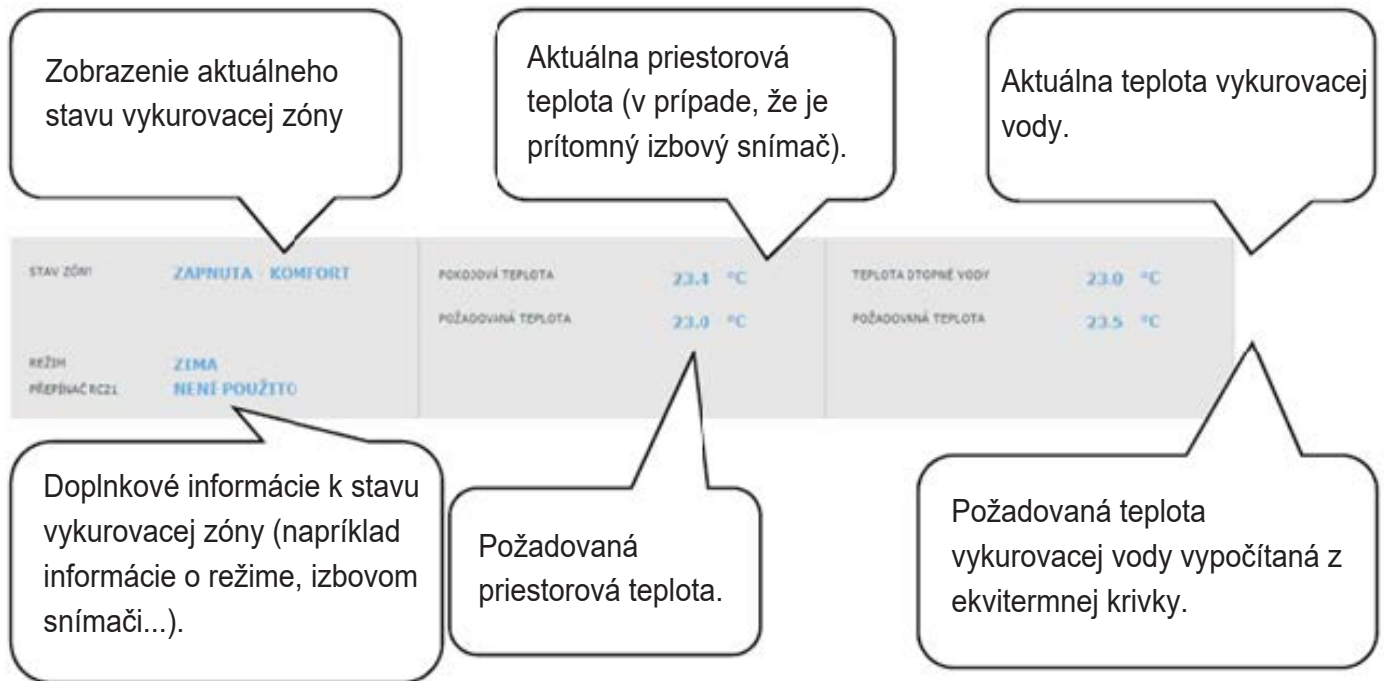 Zobrazenie aktuálneho
stavu vykurovacej zóny
Aktuálna priestorová
teplota (v prípade, že je
prítomný izbový snímač).
Aktuálna teplota vykurovacej
vody.
STAV ZÓNY
ZAPNUTA - KOMFORT
REŽIM
ZIMA
PŘEPÍNAČ RC21
NENÍ POUŽITO
POKOJOVÁ TEPLOTA
°C
POŽADOVANÁ TEPLOTA
23.0 °C
TEPLOTA OTOPNÉ VODY
23.0 °C
POŽADOVANÁ TEPLOTA
23.5 °C
Doplnkové informácie k stavu
vykurovacej zóny (napríklad
informácie o režime, izbovom
snímači...).
Požadovaná
priestorová teplota.
Požadovaná teplota
vykurovacej vody vypočítaná z
ekvitermnej krivky.